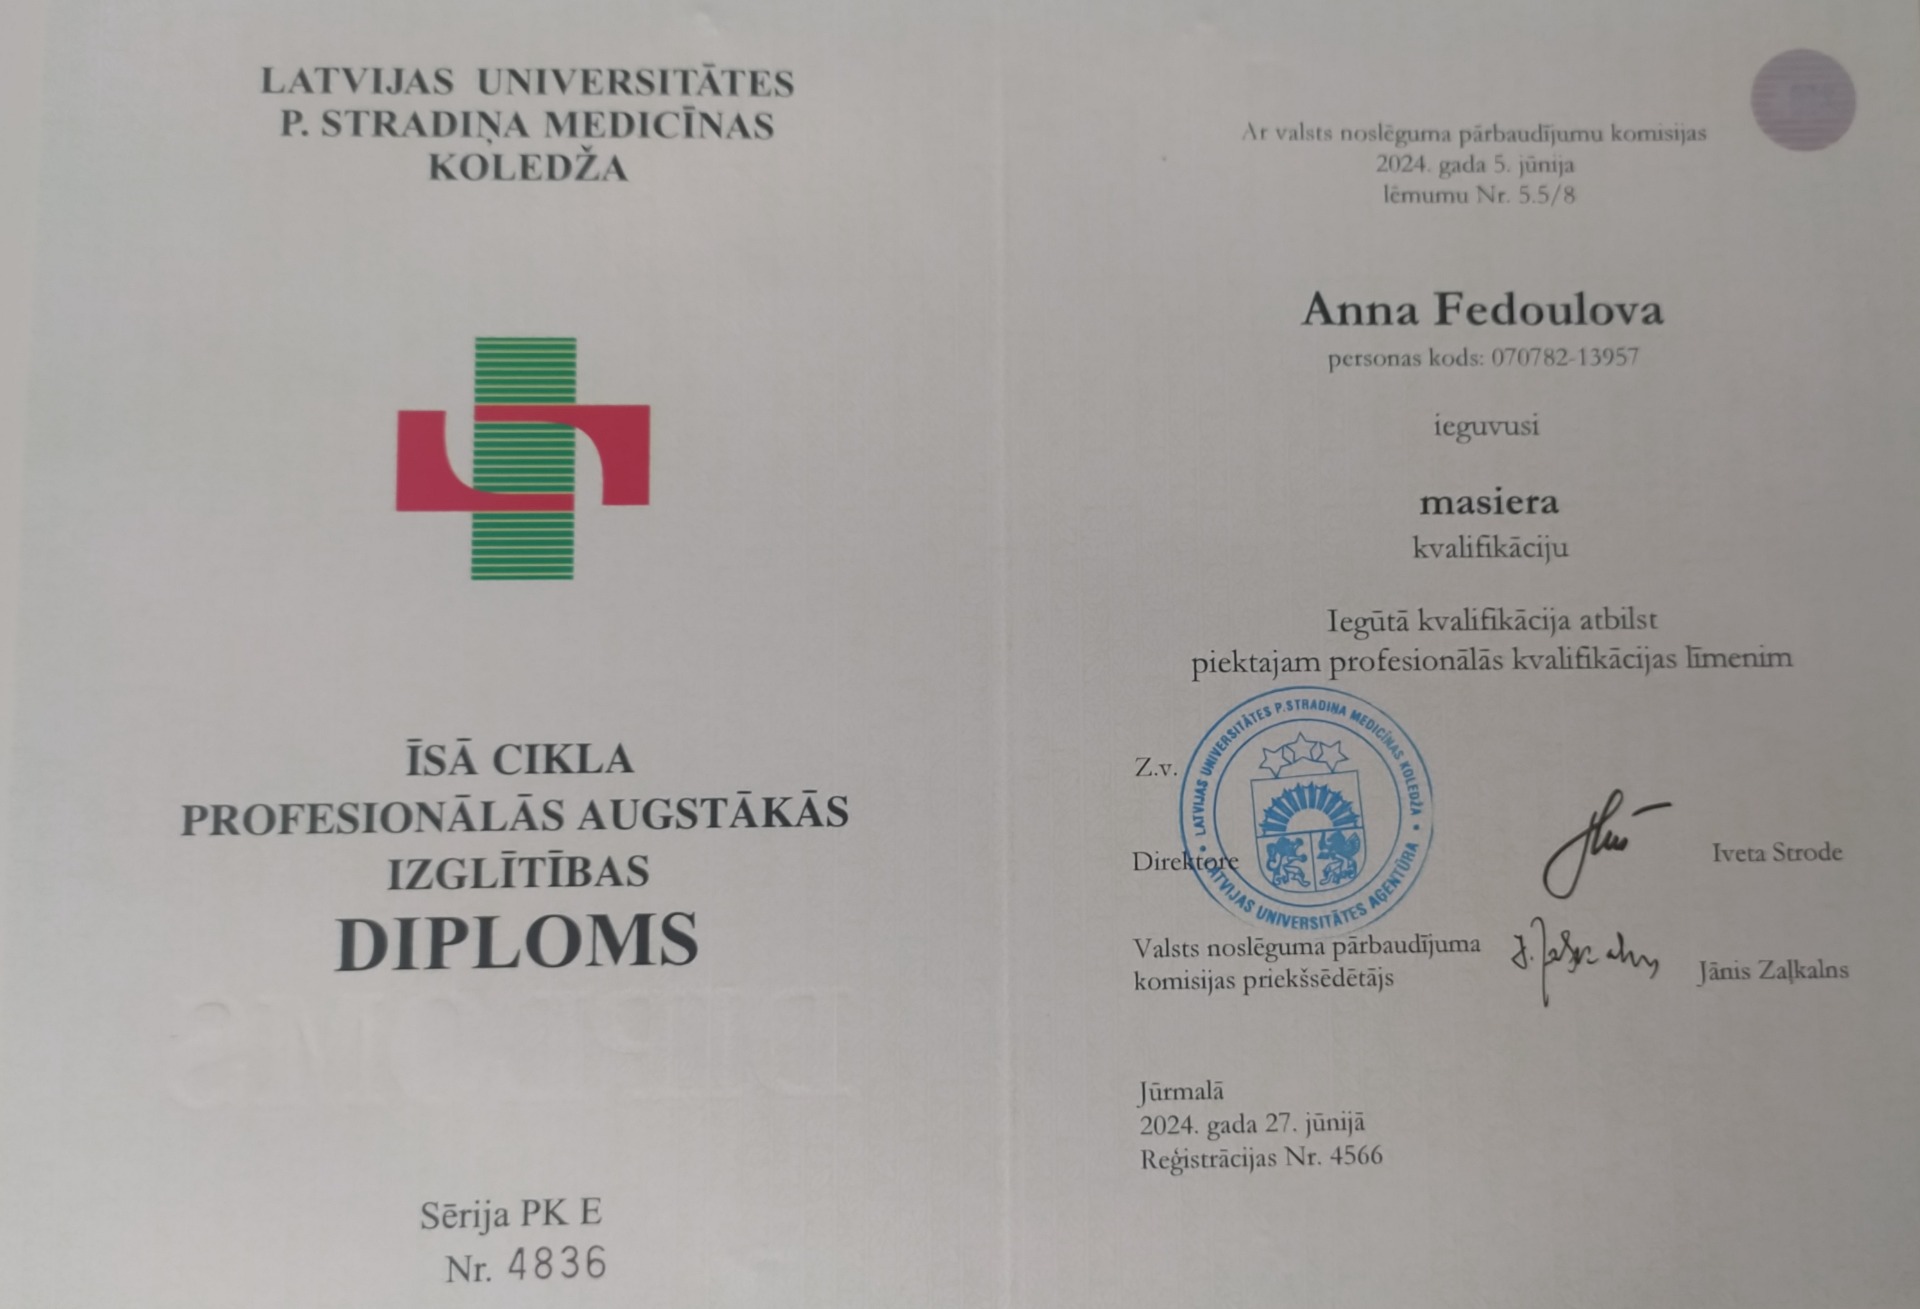 LATVIJAS UNIVERSITĀTES
P. STRADIŅA MEDICĪNAS
KOLEDŽA
ĪSĀ CIKLA
PROFESIONĀLĀS AUGSTĀKĀS
IZGLĪTĪBAS
DIPLOMS
Sērija PK E
Nr. 4836
Ar valsts noslēguma pārbaudījumu komisijas
2024. gada 5. jūnija
lēmumu Nr. 5.5/8
Anna Fedoulova
personas kods: 070782-13957
ieguvusi
masiera
kvalifikāciju
Iegūtā kvalifikācija atbilst
piektajam profesionālās kvalifikācijas līmenim
Z.v.
LATVIJAS UNIVERSITĀTES P.STRADIŅA MEDICĪNAS KOLEDŽA
LATVIJAS UNIVERSITĀTES AĢENTŪRA
Direktore
Iveta Strode
Valsts noslēguma pārbaudījuma
komisijas priekšsēdētājs
Jānis Zaļkalns
Jūrmalā
2024. gada 27. jūnijā
Reģistrācijas Nr. 4566